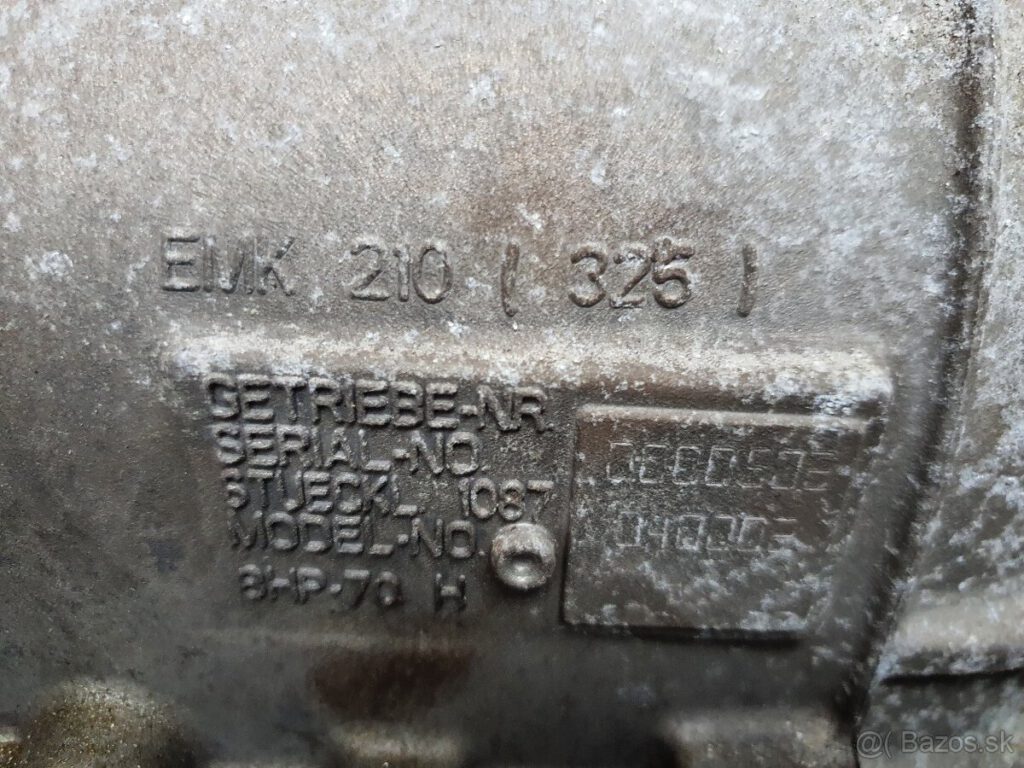 EMK 210 ( 325 )
GETRIEBE-NR.
SERIAL-NO.
STUECKL. 1087
MODEL-NO.
8HP-70 H
@( Bazos.sk